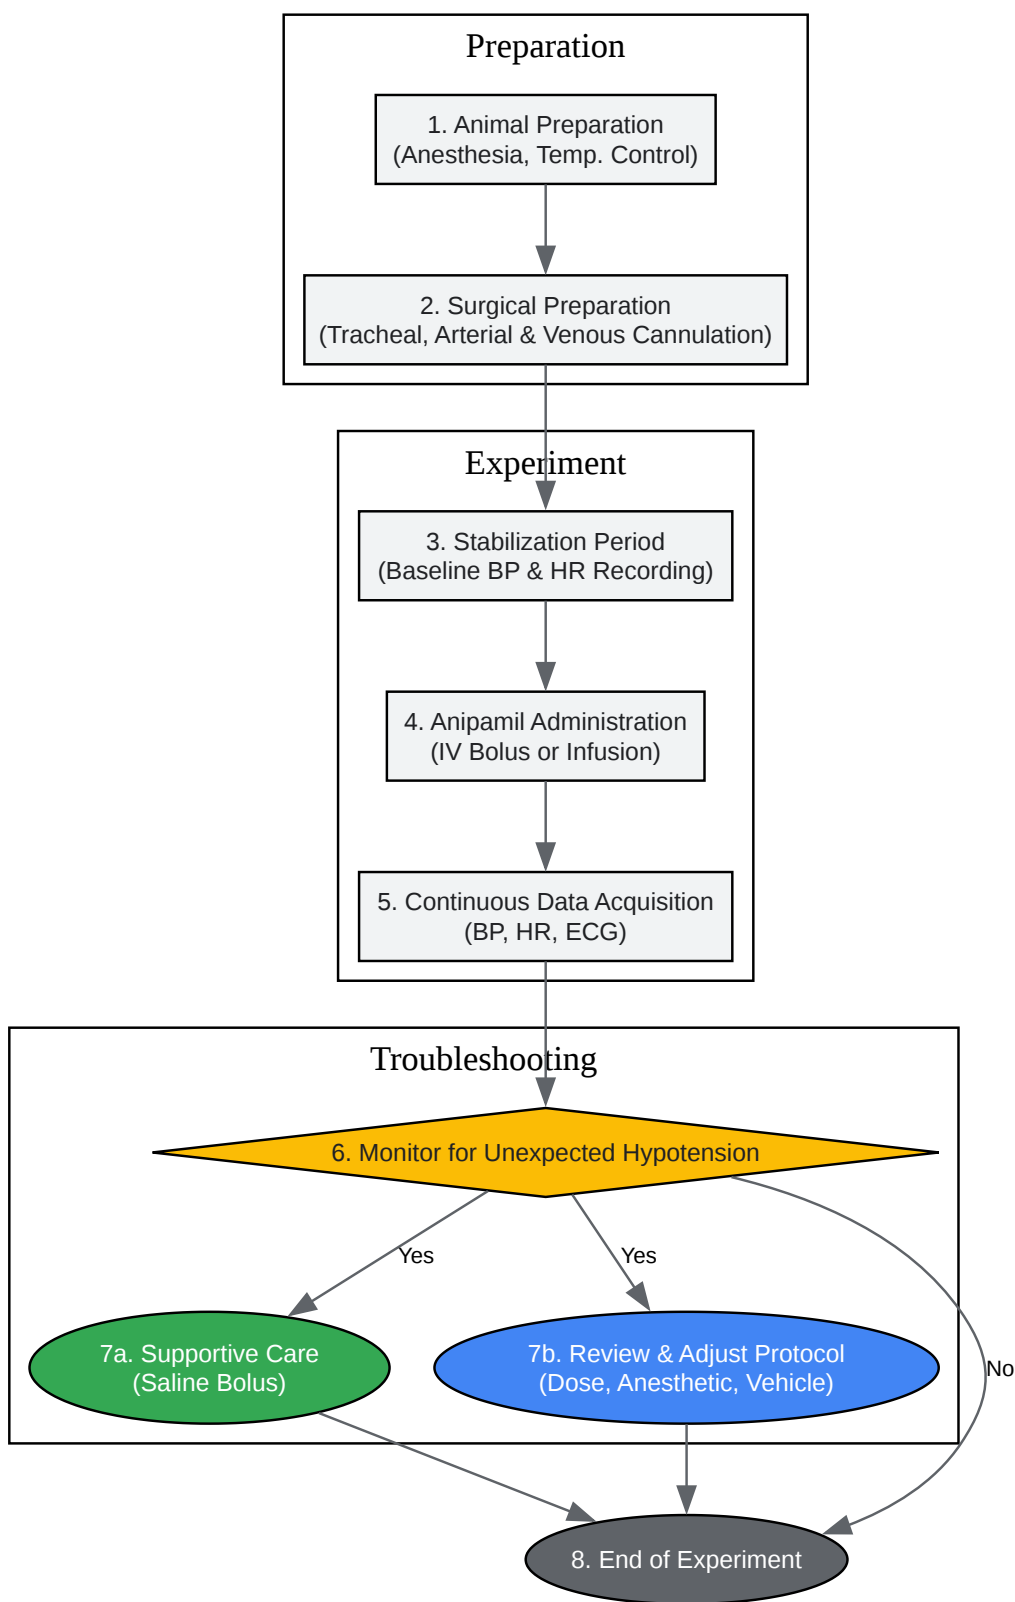 Preparation
1. Animal Preparation
(Anesthesia, Temp. Control)
2. Surgical Preparation
(Tracheal, Arterial & Venous Cannulation)
Experiment
3. Stabilization Period
(Baseline BP & HR Recording)
4. Anipamil Administration
(IV Bolus or Infusion)
5. Continuous Data Acquisition
(BP, HR, ECG)
Troubleshooting
6. Monitor for Unexpected Hypotension
Yes
Yes
7a. Supportive Care
(Saline Bolus)
7b. Review & Adjust Protocol
(Dose, Anesthetic, Vehicle)
No
8. End of Experiment